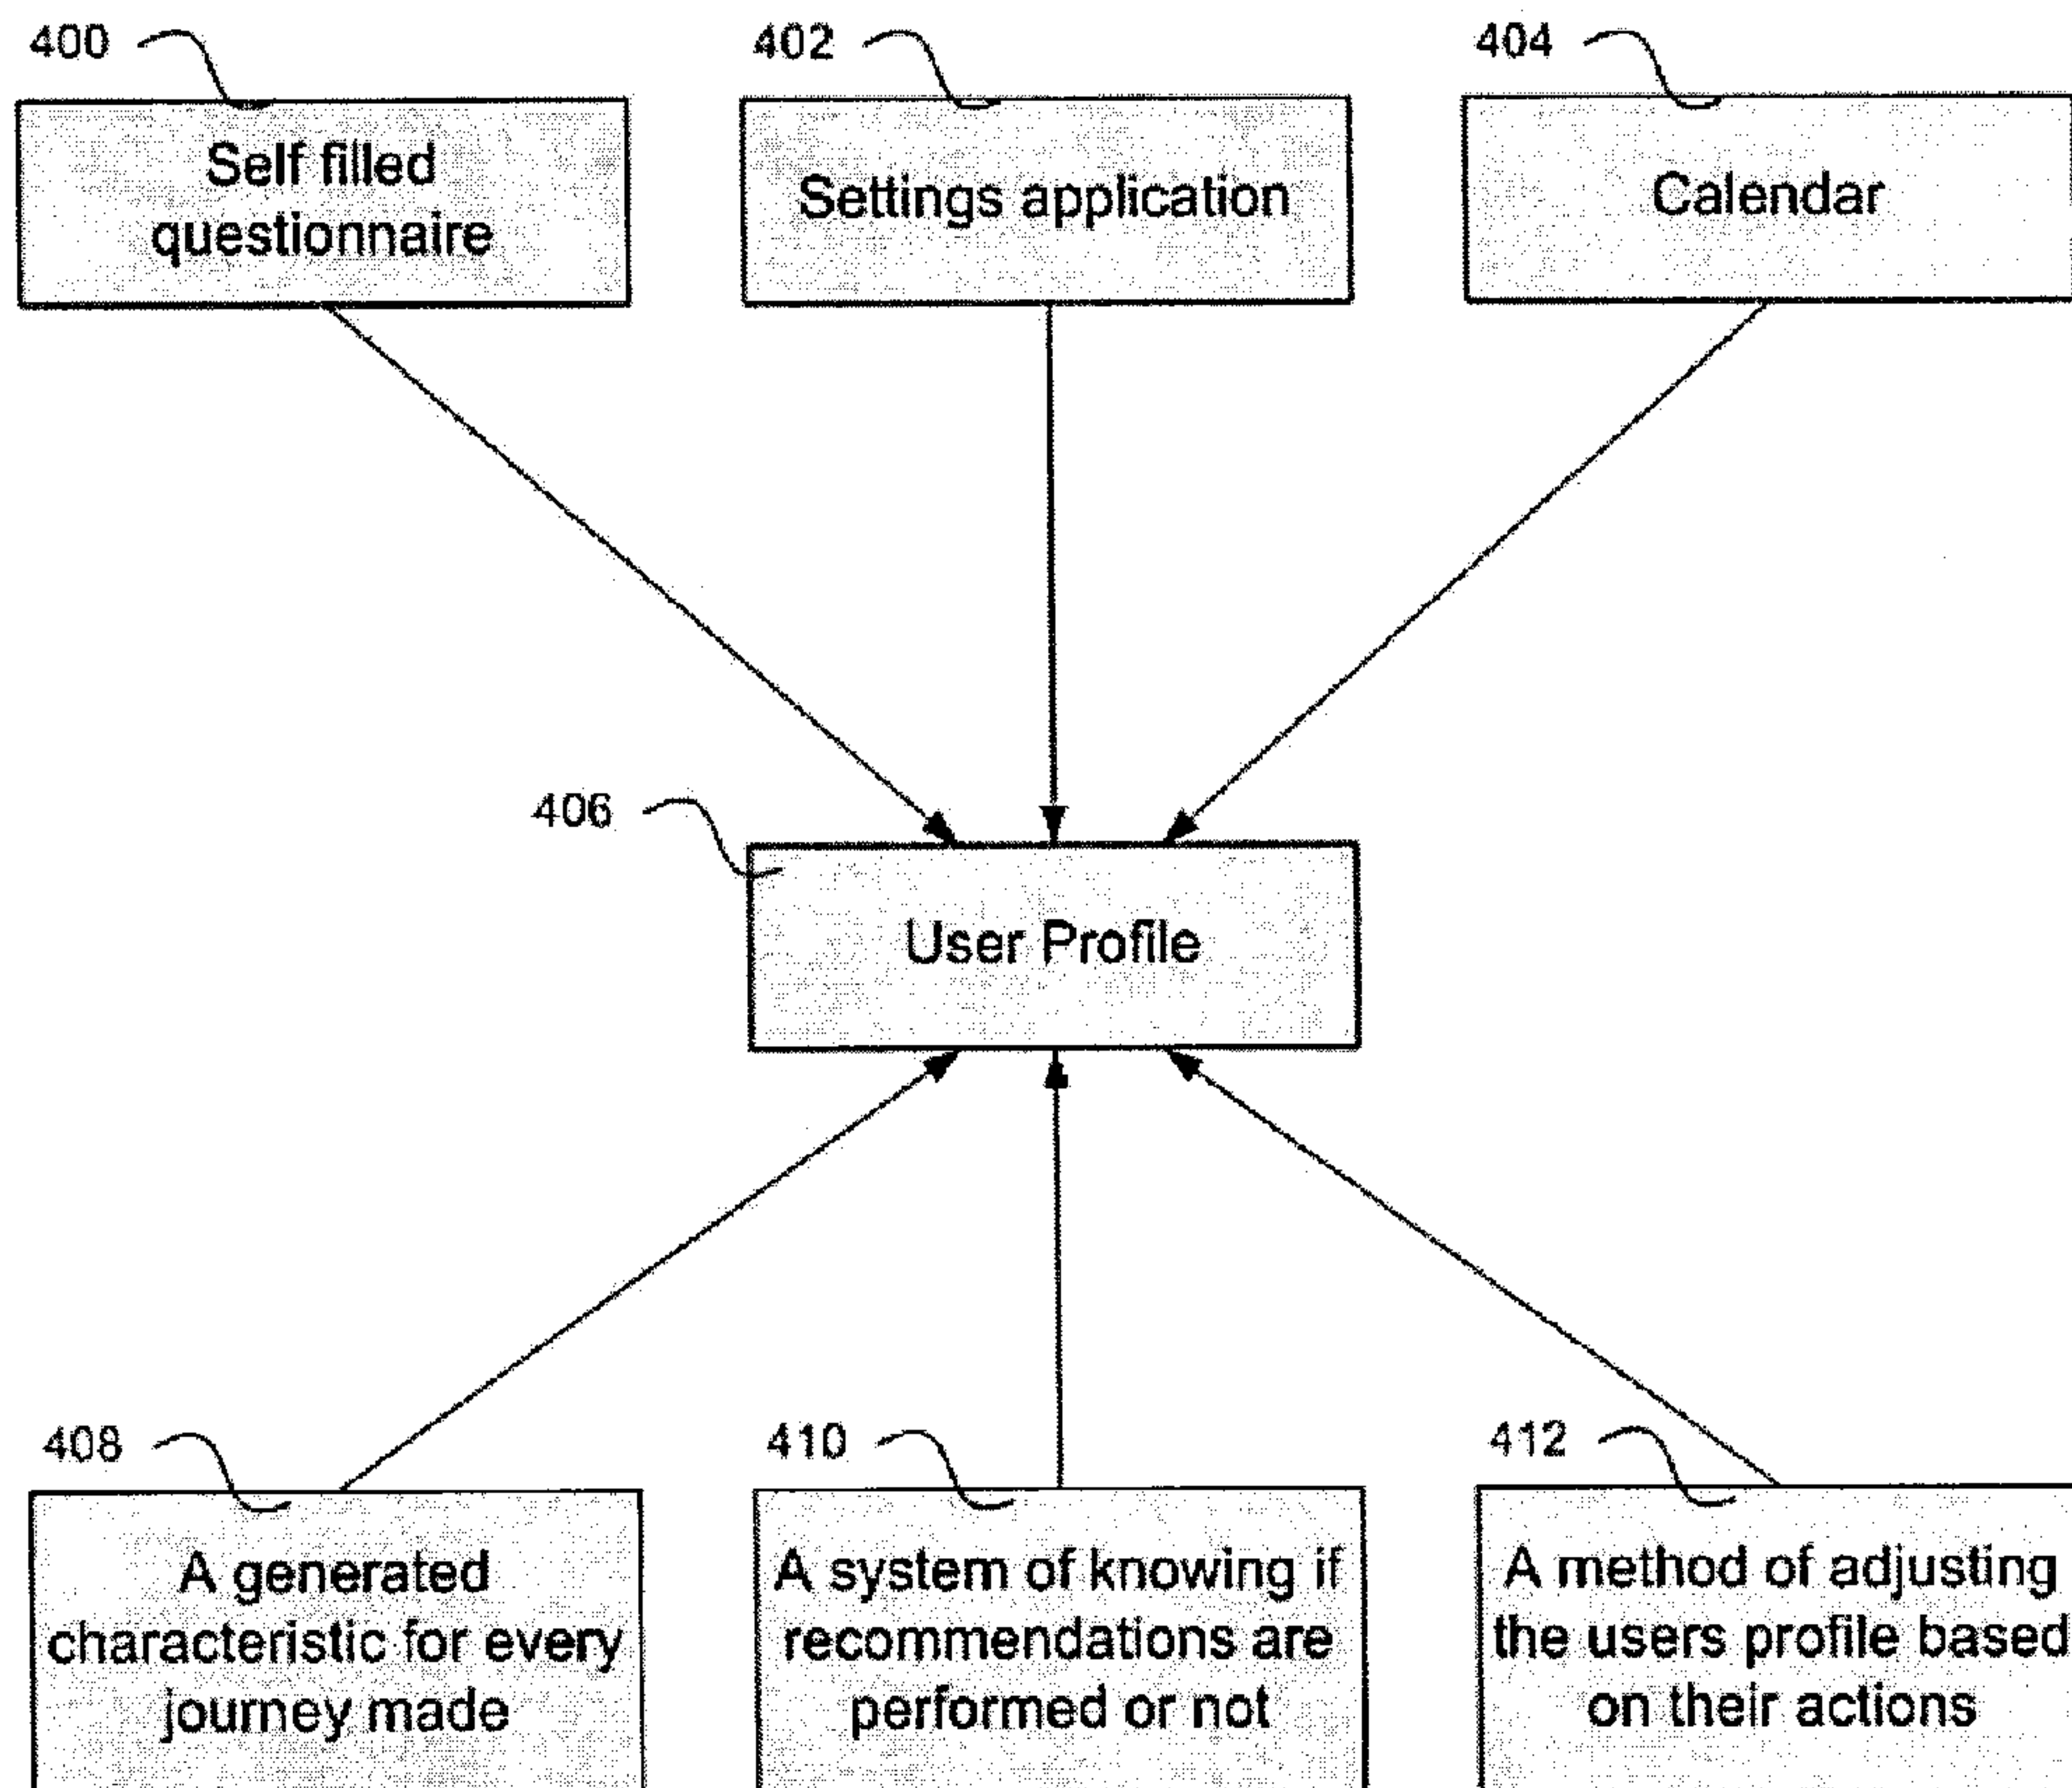 400
402
404
Self filled
questionnaire
Settings application
Calendar
406
User Profile
408
410
412
A generated
characteristic for every
journey made
A system of knowing if
recommendations are
performed or not
A method of adjusting
the users profile based
on their actions